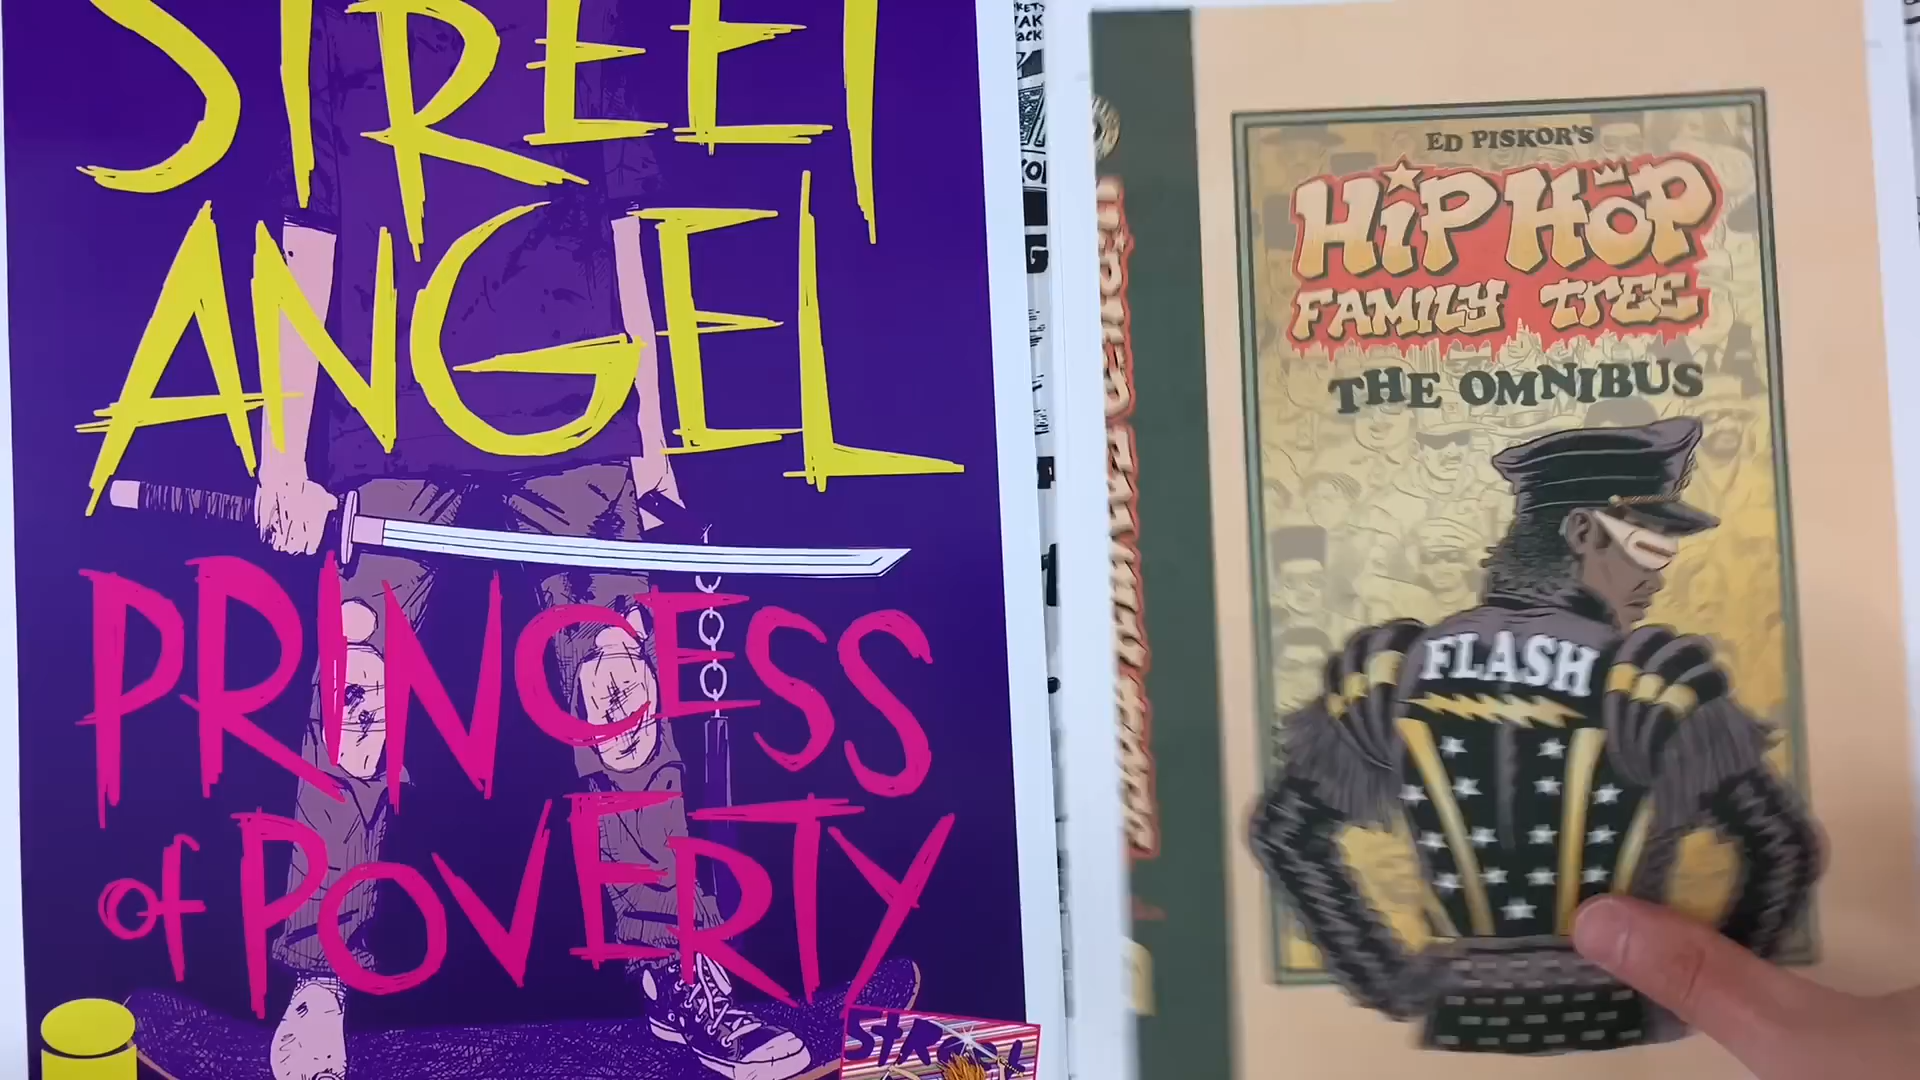 STREET
ANGEL
PRINCESS
of POVERTY
ED PISKOR'S
HiP HOP
FAMILY TREE
THE OMNIBUS
FLASH